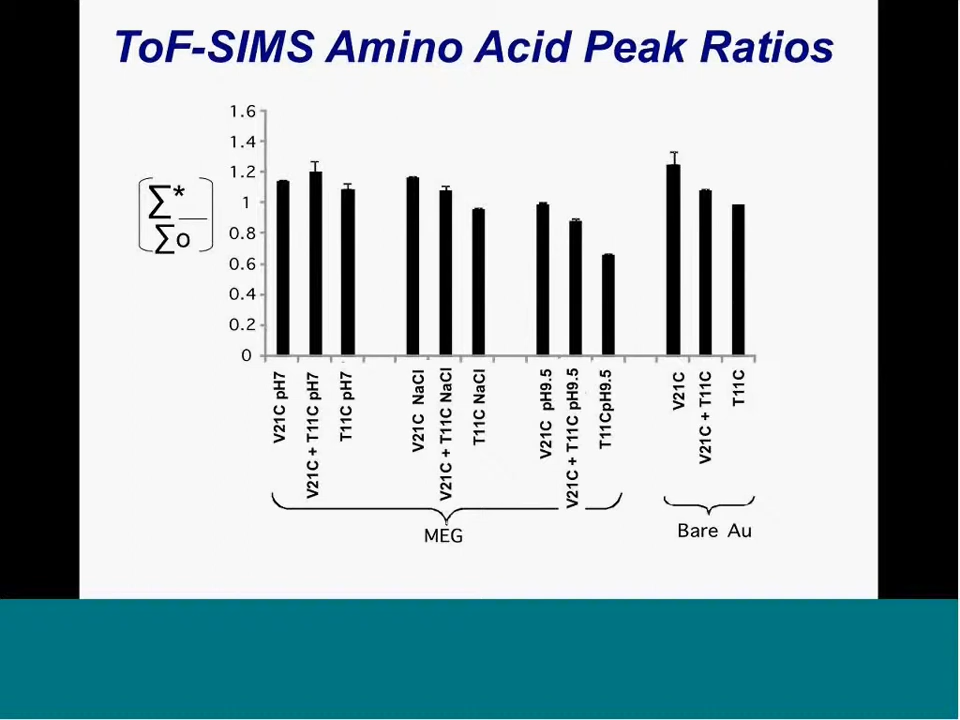 ToF-SIMS Amino Acid Peak Ratios
1.6
1.4
1.2
1
0.8
0.6
0.4
0.2
0
∑*
∑o
V21C pH7
V21C + T11C pH7
T11C pH7
V21C NaCl
V21C + T11C NaCl
T11C NaCl
V21C pH9.5
V21C + T11C pH9.5
T11CpH9.5
V21C
V21C + T11C
T11C
MEG
Bare Au